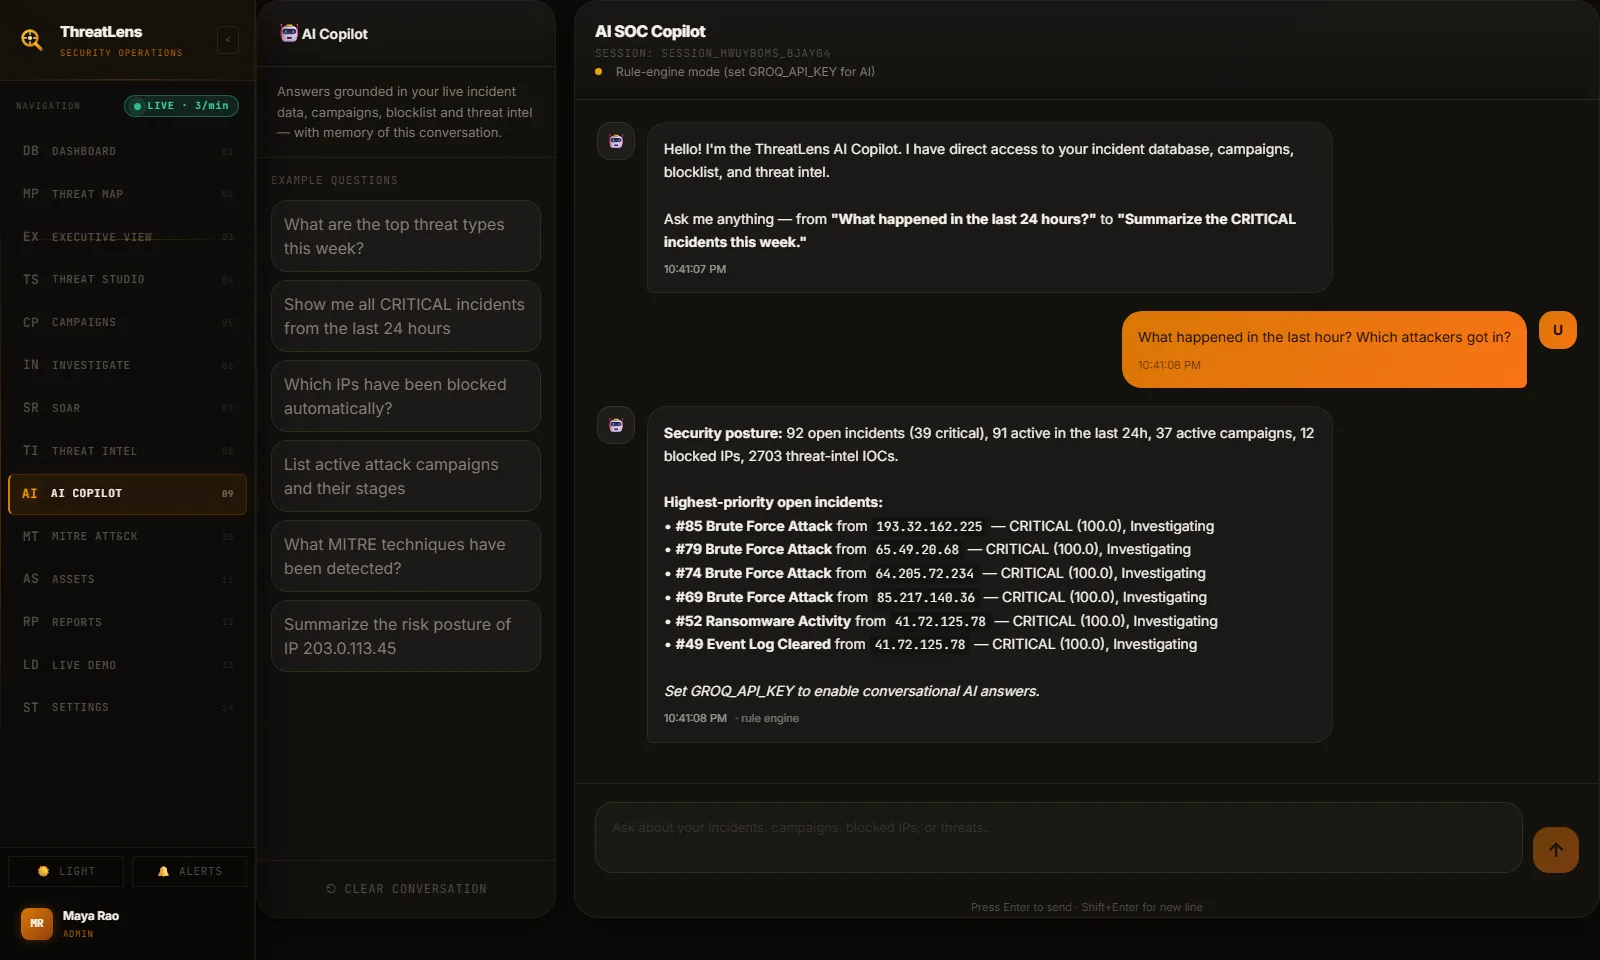 ThreatLens
SECURITY OPERATIONS
<
NAVIGATION
LIVE · 3/min
DB DASHBOARD 01
MP THREAT MAP 02
EX EXECUTIVE VIEW 03
TS THREAT STUDIO 04
CP CAMPAIGNS 05
IN INVESTIGATE 06
SR SOAR 07
TI THREAT INTEL 08
AI AI COPILOT 09
MT MITRE ATT&CK 10
AS ASSETS 11
RP REPORTS 12
LD LIVE DEMO 13
ST SETTINGS 14
LIGHT
ALERTS
MR
Maya Rao
ADMIN
AI Copilot
Answers grounded in your live incident
data, campaigns, blocklist and threat intel
— with memory of this conversation.
EXAMPLE QUESTIONS
What are the top threat types
this week?
Show me all CRITICAL incidents
from the last 24 hours
Which IPs have been blocked
automatically?
List active attack campaigns
and their stages
What MITRE techniques have
been detected?
Summarize the risk posture of
IP 203.0.113.45
CLEAR CONVERSATION
AI SOC Copilot
SESSION: SESSION_MWUYBDMS_BJAY04
Rule-engine mode (set GROQ_API_KEY for AI)
Hello! I'm the ThreatLens AI Copilot. I have direct access to your incident database, campaigns,
blocklist, and threat intel.
Ask me anything — from "What happened in the last 24 hours?" to "Summarize the CRITICAL
incidents this week."
10:41:07 PM
What happened in the last hour? Which attackers got in?
10:41:08 PM
U
Security posture: 92 open incidents (39 critical), 91 active in the last 24h, 37 active campaigns, 12
blocked IPs, 2703 threat-intel IOCs.
Highest-priority open incidents:
• #85 Brute Force Attack from 193.32.162.225 — CRITICAL (100.0), Investigating
• #79 Brute Force Attack from 65.49.20.68 — CRITICAL (100.0), Investigating
• #74 Brute Force Attack from 64.205.72.234 — CRITICAL (100.0), Investigating
• #69 Brute Force Attack from 85.217.140.36 — CRITICAL (100.0), Investigating
• #52 Ransomware Activity from 41.72.125.78 — CRITICAL (100.0), Investigating
• #49 Event Log Cleared from 41.72.125.78 — CRITICAL (100.0), Investigating
Set GROQ_API_KEY to enable conversational AI answers.
10:41:08 PM · rule engine
Ask about your incidents, campaigns, blocked IPs, or threats...
Press Enter to send · Shift+Enter for new line